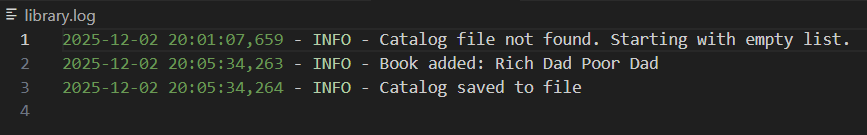 library.log
1 2025-12-02 20:01:07,659 - INFO - Catalog file not found. Starting with empty list.
2 2025-12-02 20:05:34,263 - INFO - Book added: Rich Dad Poor Dad
3 2025-12-02 20:05:34,264 - INFO - Catalog saved to file
4